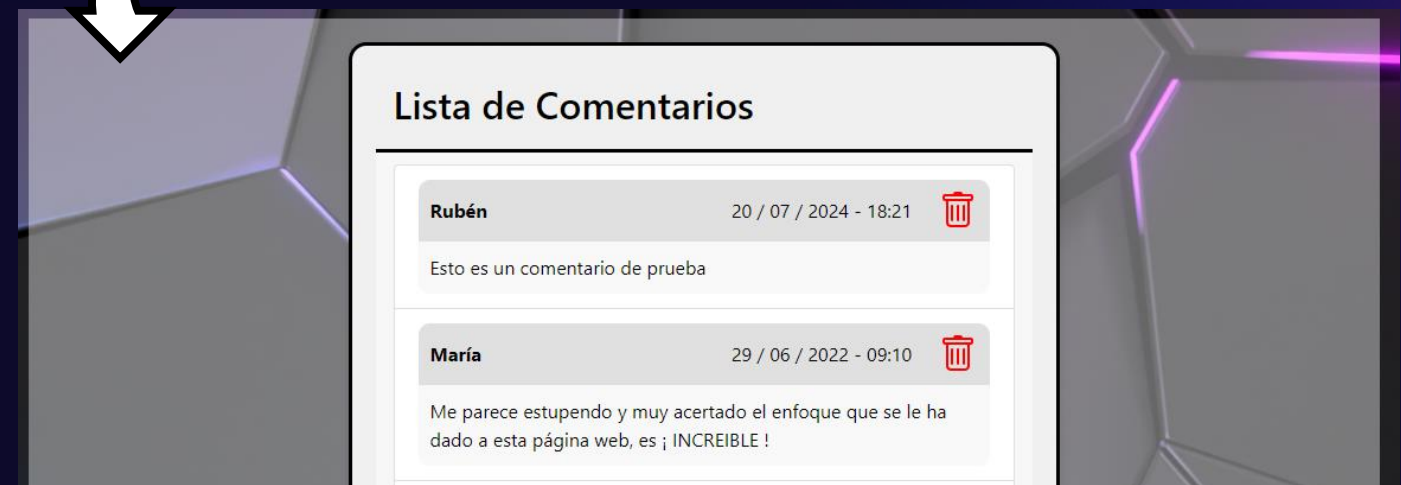 Lista de Comentarios
Rubén 20 / 07 / 2024 - 18:21
Esto es un comentario de prueba
María 29 / 06 / 2022 - 09:10
Me parece estupendo y muy acertado el enfoque que se le ha
dado a esta página web, es ¡ INCREIBLE !